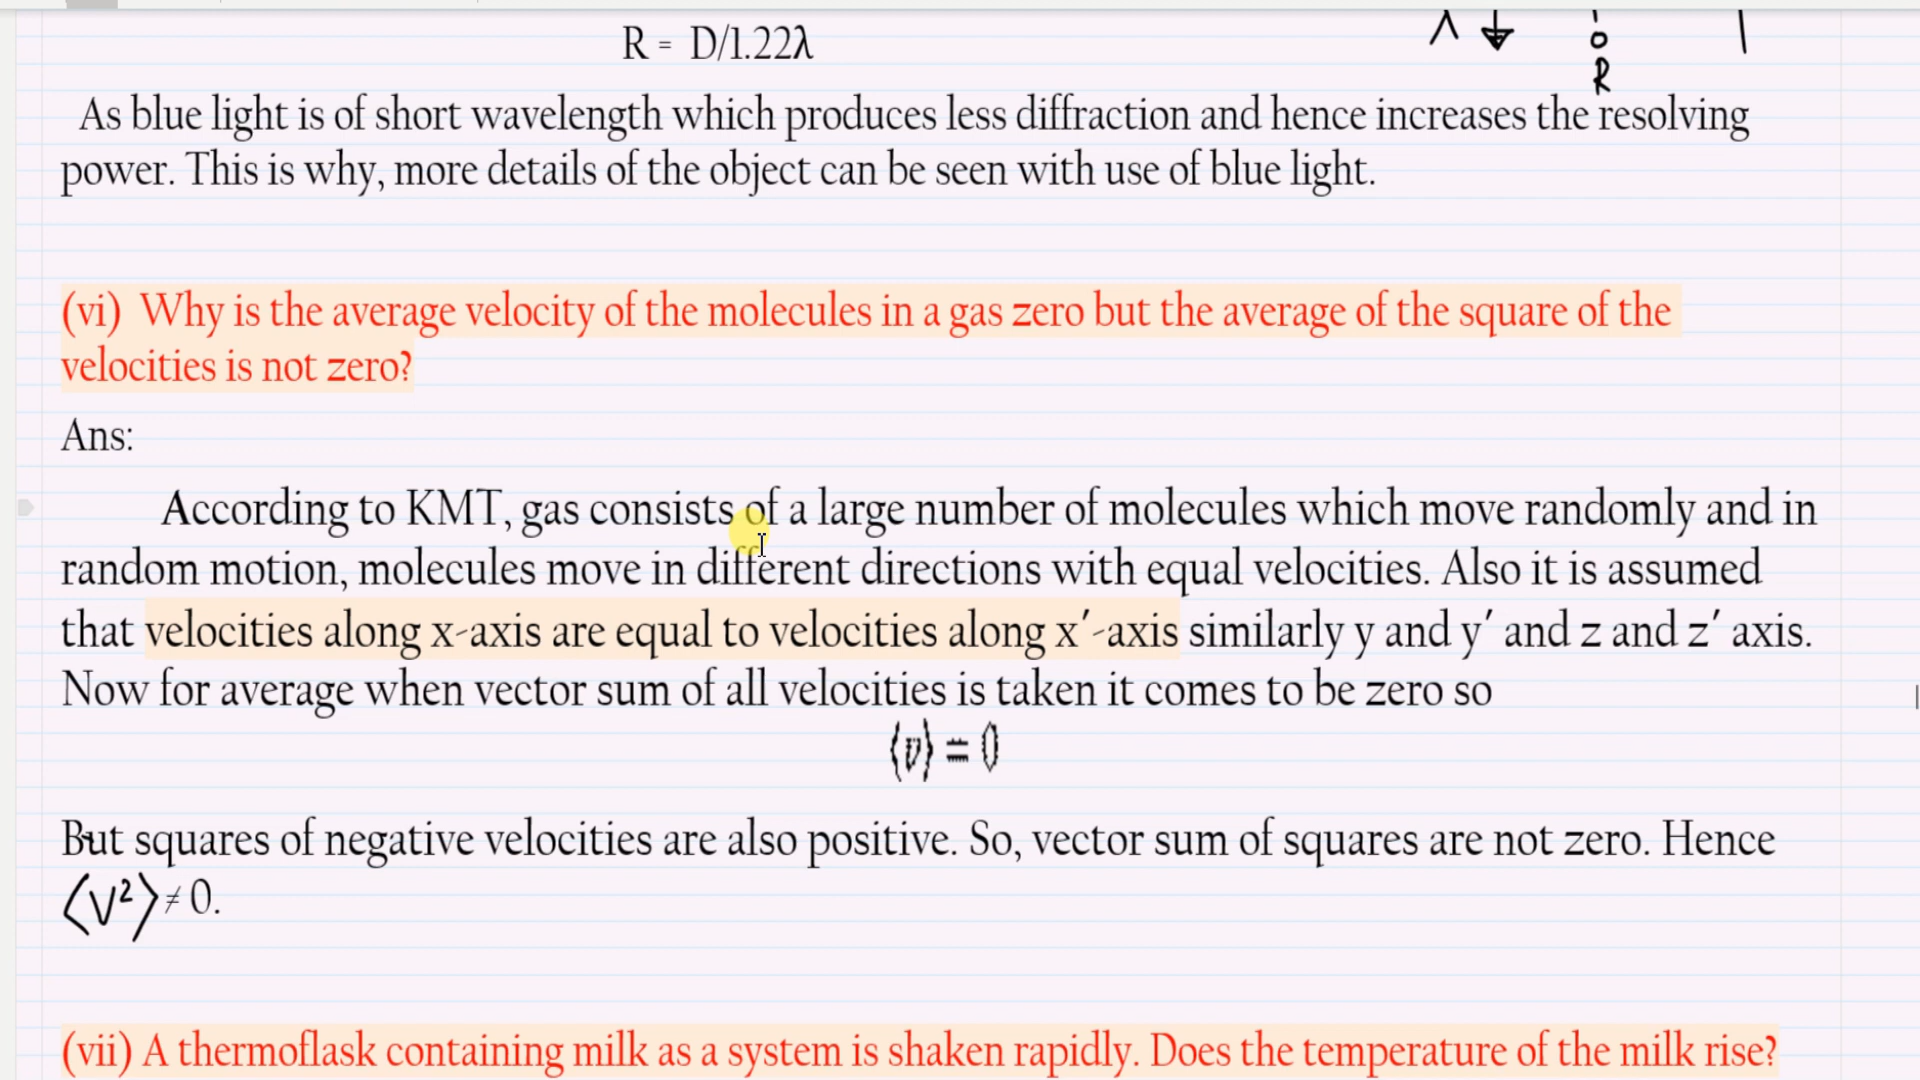 R = D/1.22λ
λ ↓ o R
As blue light is of short wavelength which produces less diffraction and hence increases the resolving
power. This is why, more details of the object can be seen with use of blue light.
(vi) Why is the average velocity of the molecules in a gas zero but the average of the square of the
velocities is not zero?
Ans:
According to KMT, gas consists of a large number of molecules which move randomly and in
random motion, molecules move in different directions with equal velocities. Also it is assumed
that velocities along x-axis are equal to velocities along x′-axis similarly y and y′ and z and z′ axis.
Now for average when vector sum of all velocities is taken it comes to be zero so
⟨v⟩ = 0
But squares of negative velocities are also positive. So, vector sum of squares are not zero. Hence
⟨V²⟩ ≠ 0.
(vii) A thermoflask containing milk as a system is shaken rapidly. Does the temperature of the milk rise?